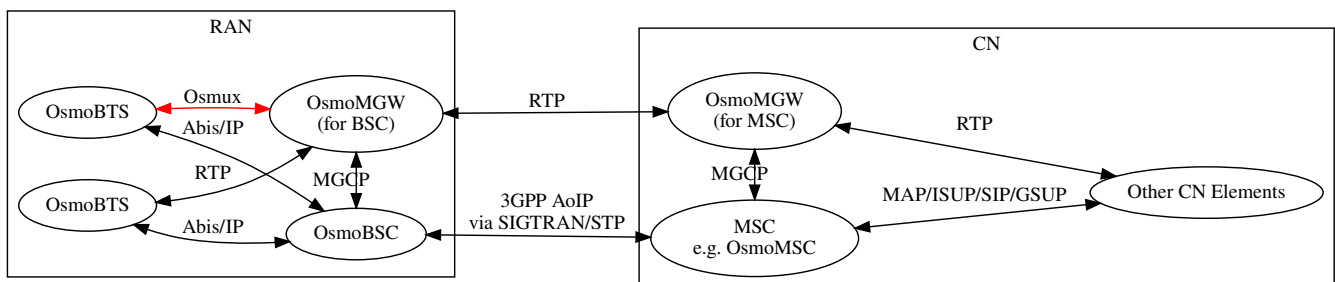 RAN
CN
OsmoBTS
Osmux
OsmoMGW
(for BSC)
RTP
OsmoMGW
(for MSC)
Abis/IP
RTP
RTP
MGCP
MGCP
OsmoBTS
Abis/IP
OsmoBSC
3GPP AoIP
via SIGTRAN/STP
MSC
e.g. OsmoMSC
MAP/ISUP/SIP/GSUP
Other CN Elements